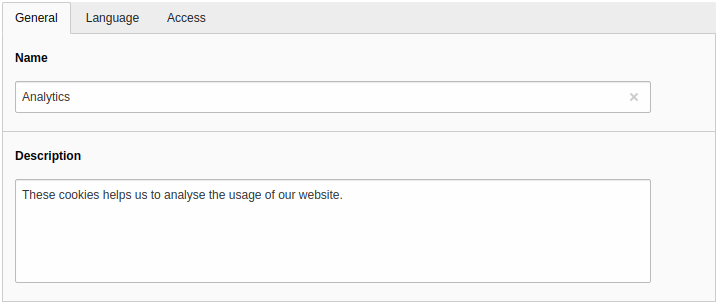 General Language Access
Name
Analytics
Description
These cookies helps us to analyse the usage of our website.